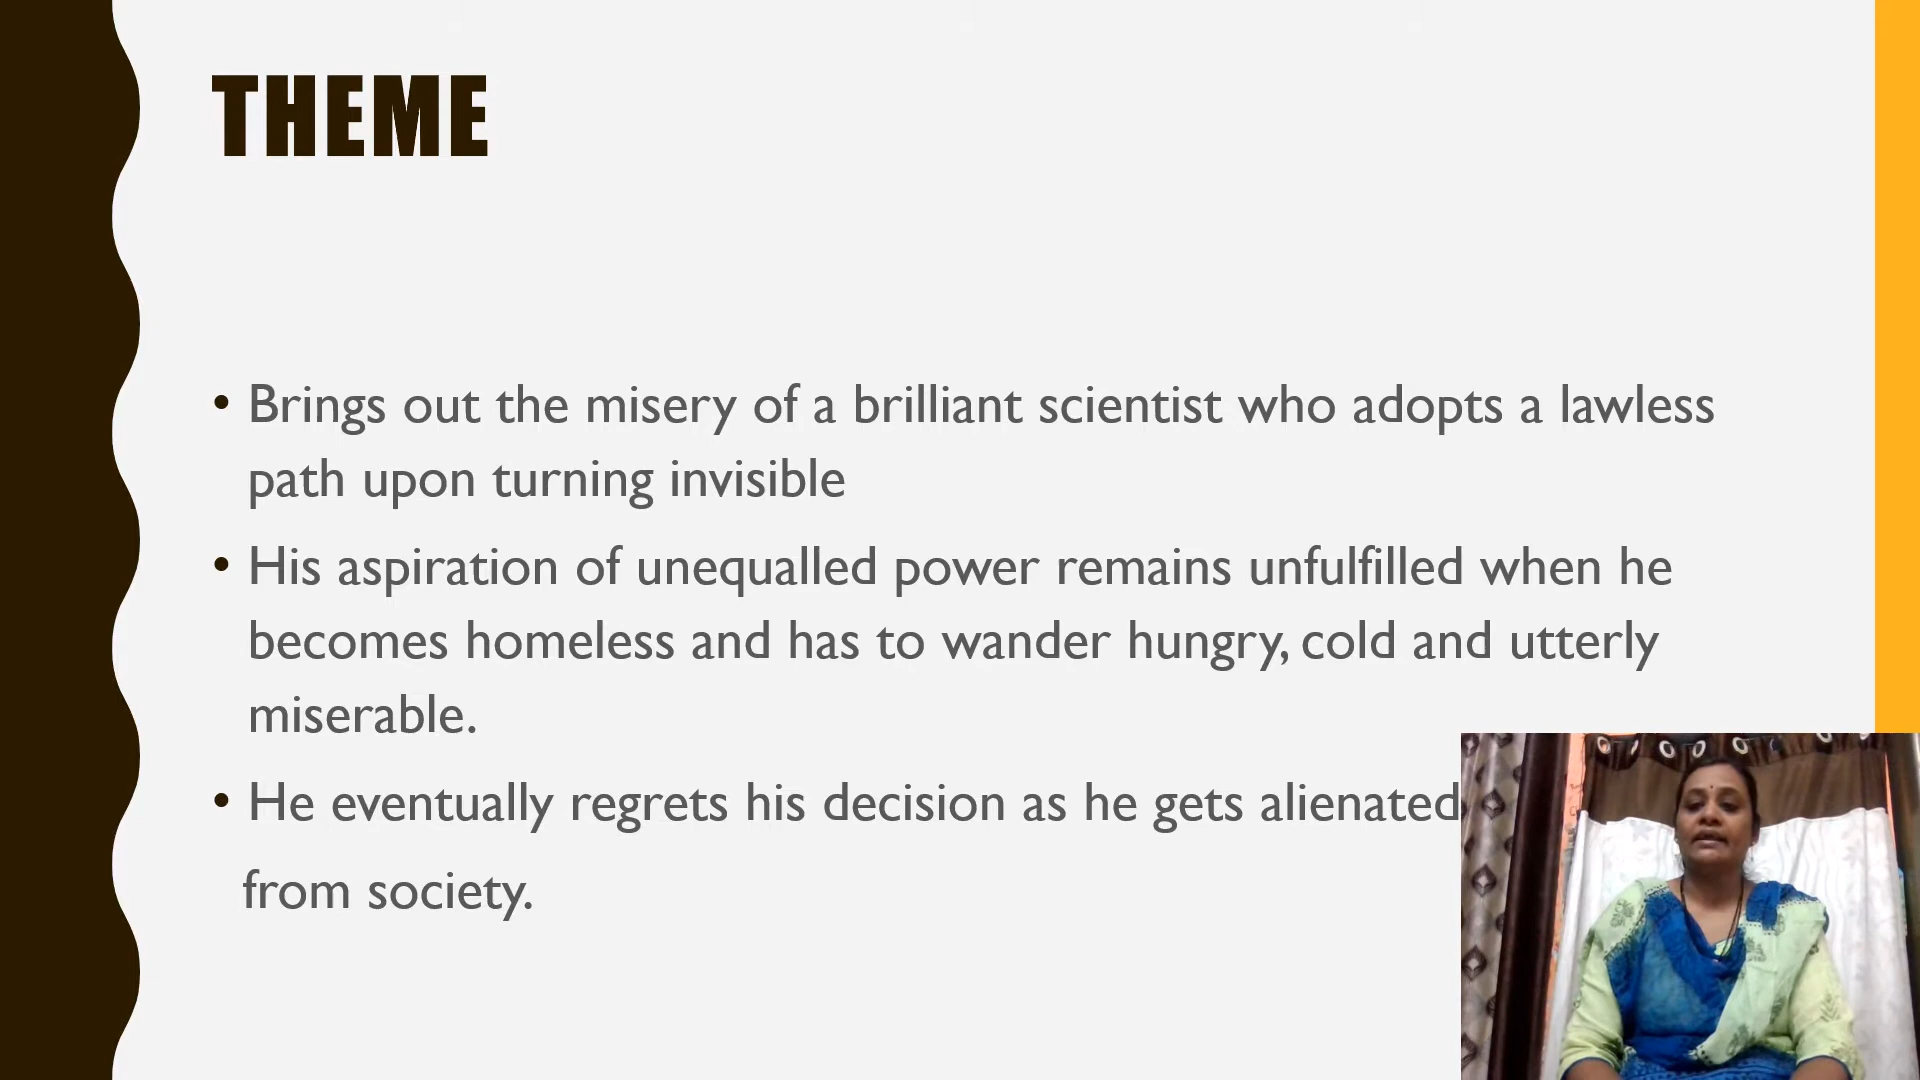 THEME
• Brings out the misery of a brilliant scientist who adopts a lawless
path upon turning invisible
• His aspiration of unequalled power remains unfulfilled when he
becomes homeless and has to wander hungry, cold and utterly
miserable.
• He eventually regrets his decision as he gets alienated
from society.